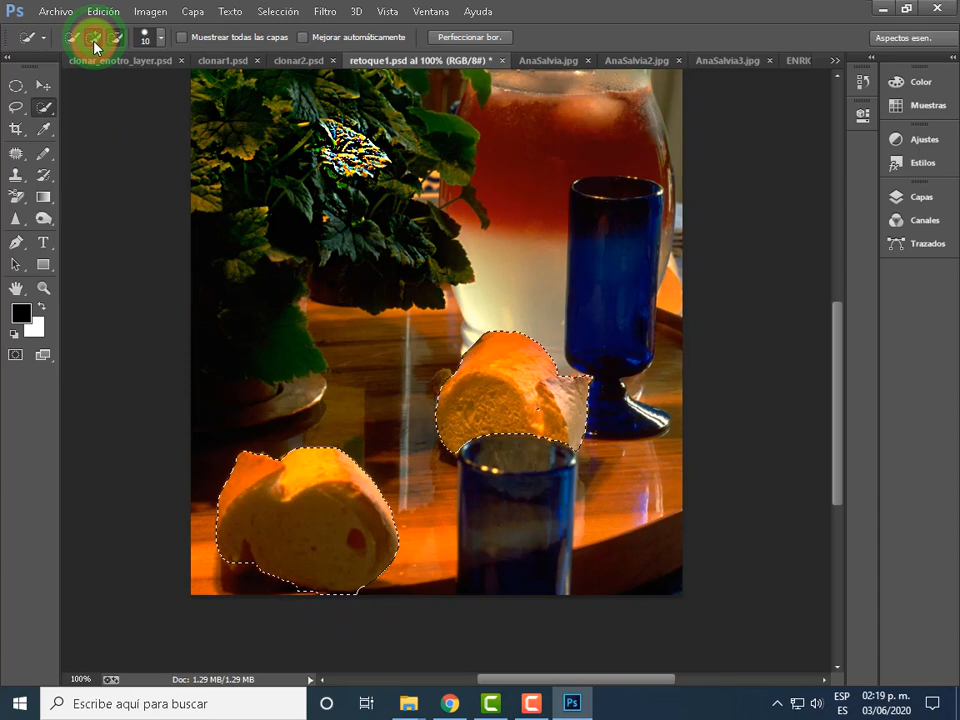 Ps Archivo Edición Imagen Capa Texto Selección Filtro 3D Vista Ventana Ayuda
10 Muestrear todas las capas Mejorar automáticamente Perfeccionar bor. Aspectos esen.
clonar_enotro_layer.psd × clonar1.psd × clonar2.psd × retoque1.psd al 100% (RGB/8#) * × AnaSalvia.jpg × AnaSalvia2.jpg × AnaSalvia3.jpg × ENRK
Color
Muestras
Ajustes
Estilos
Capas
Canales
Trazados
100% Doc: 1.29 MB/1.29 MB
Escribe aquí para buscar
Ps
ESP
ES
02:19 p. m.
03/06/2020